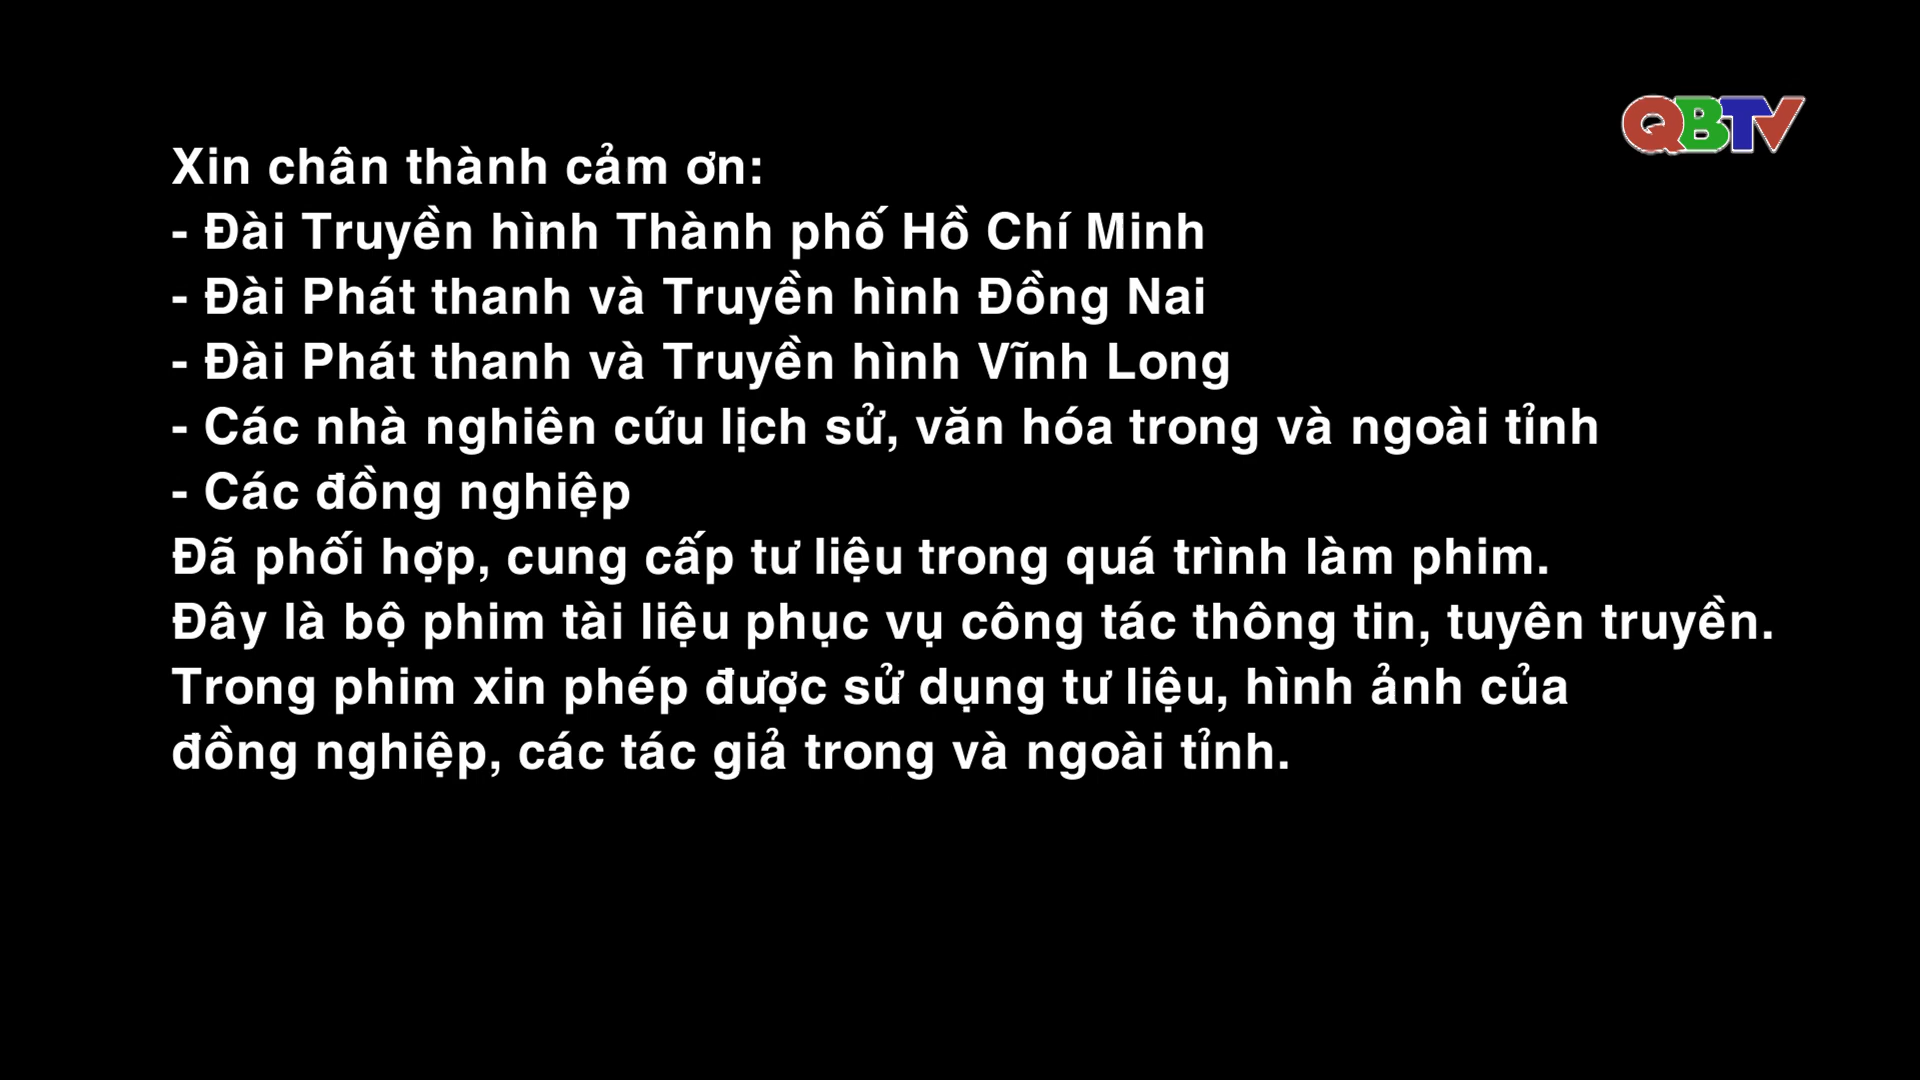 QBTV
Xin chân thành cảm ơn:
- Đài Truyền hình Thành phố Hồ Chí Minh
- Đài Phát thanh và Truyền hình Đồng Nai
- Đài Phát thanh và Truyền hình Vĩnh Long
- Các nhà nghiên cứu lịch sử, văn hóa trong và ngoài tỉnh
- Các đồng nghiệp
Đã phối hợp, cung cấp tư liệu trong quá trình làm phim.
Đây là bộ phim tài liệu phục vụ công tác thông tin, tuyên truyền.
Trong phim xin phép được sử dụng tư liệu, hình ảnh của
đồng nghiệp, các tác giả trong và ngoài tỉnh.